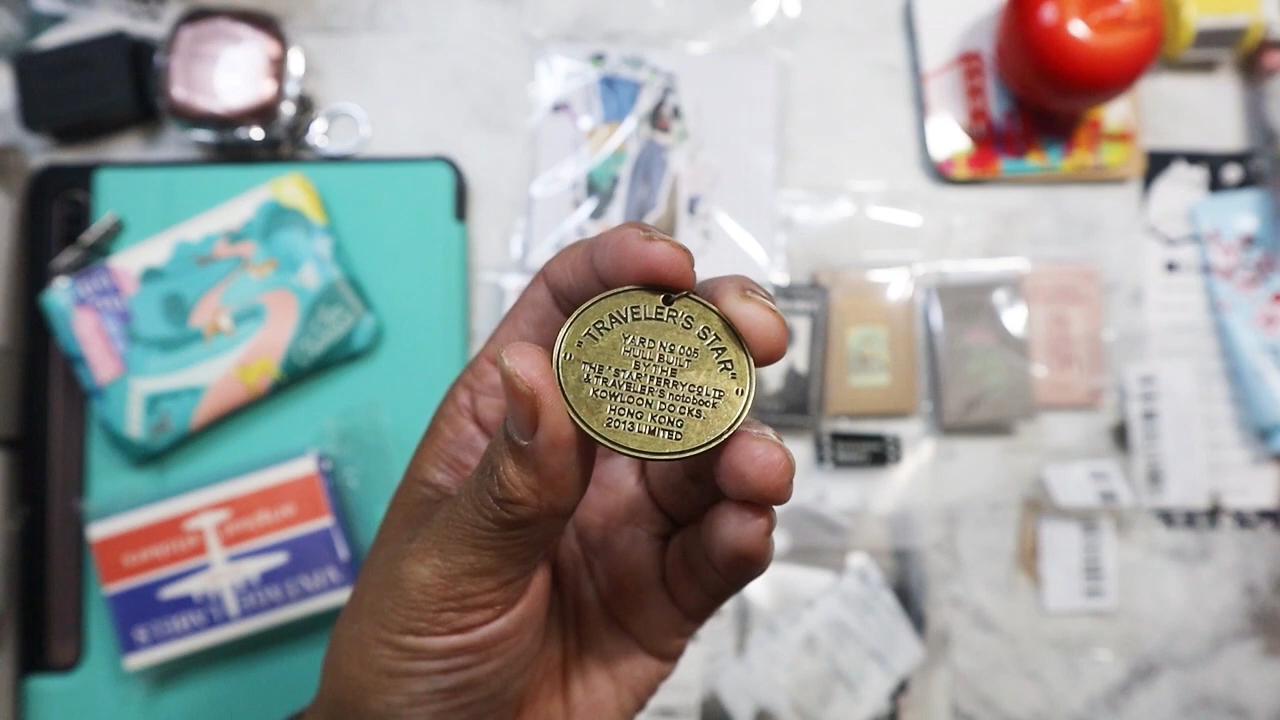 "TRAVELER'S STAR"
YARD Nº 005
HULL BUILT
BY THE
THE "STAR" FERRY CO LTD
& TRAVELER'S notebook
KOWLOON DOCKS.
HONG KONG
2013 LIMITED